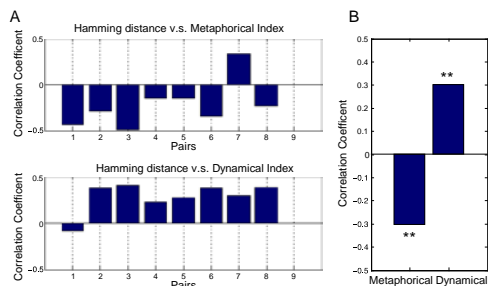 A
Hamming distance v.s. Metaphorical Index
Correlation Coefficent
0.5
0
−0.5
1 2 3 4 5 6 7 8 9
Pairs
Hamming distance v.s. Dynamical Index
Correlation Coefficent
0.5
0
−0.5
1 2 3 4 5 6 7 8 9
Pairs
B
Correlation Coefficent
0.5
0.4
0.3
0.2
0.1
0
−0.1
−0.2
−0.3
−0.4
−0.5
**
**
Metaphorical Dynamical